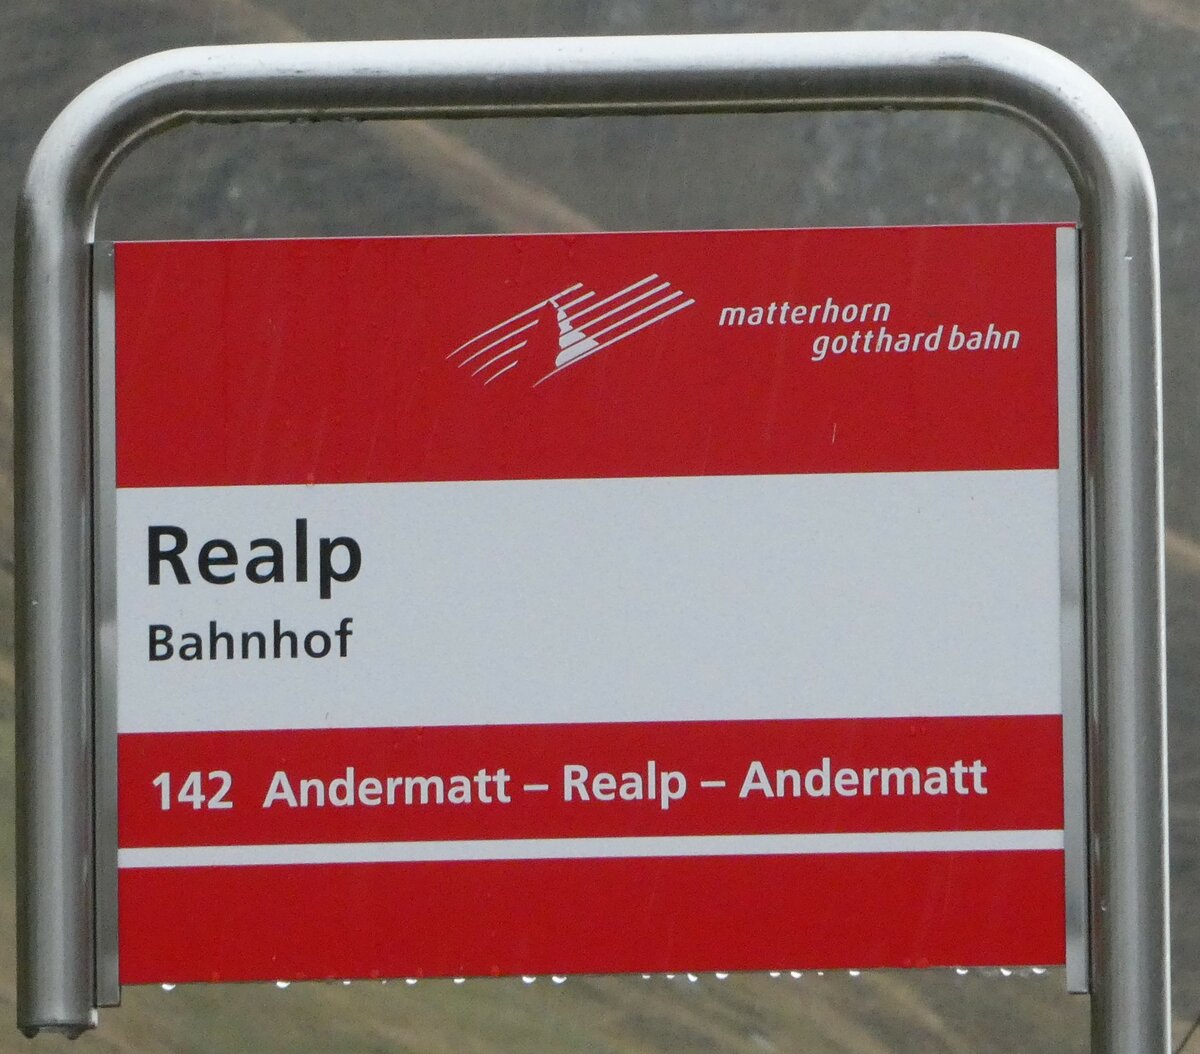 matterhorn
gotthard bahn
Realp
Bahnhof
142 Andermatt – Realp – Andermatt